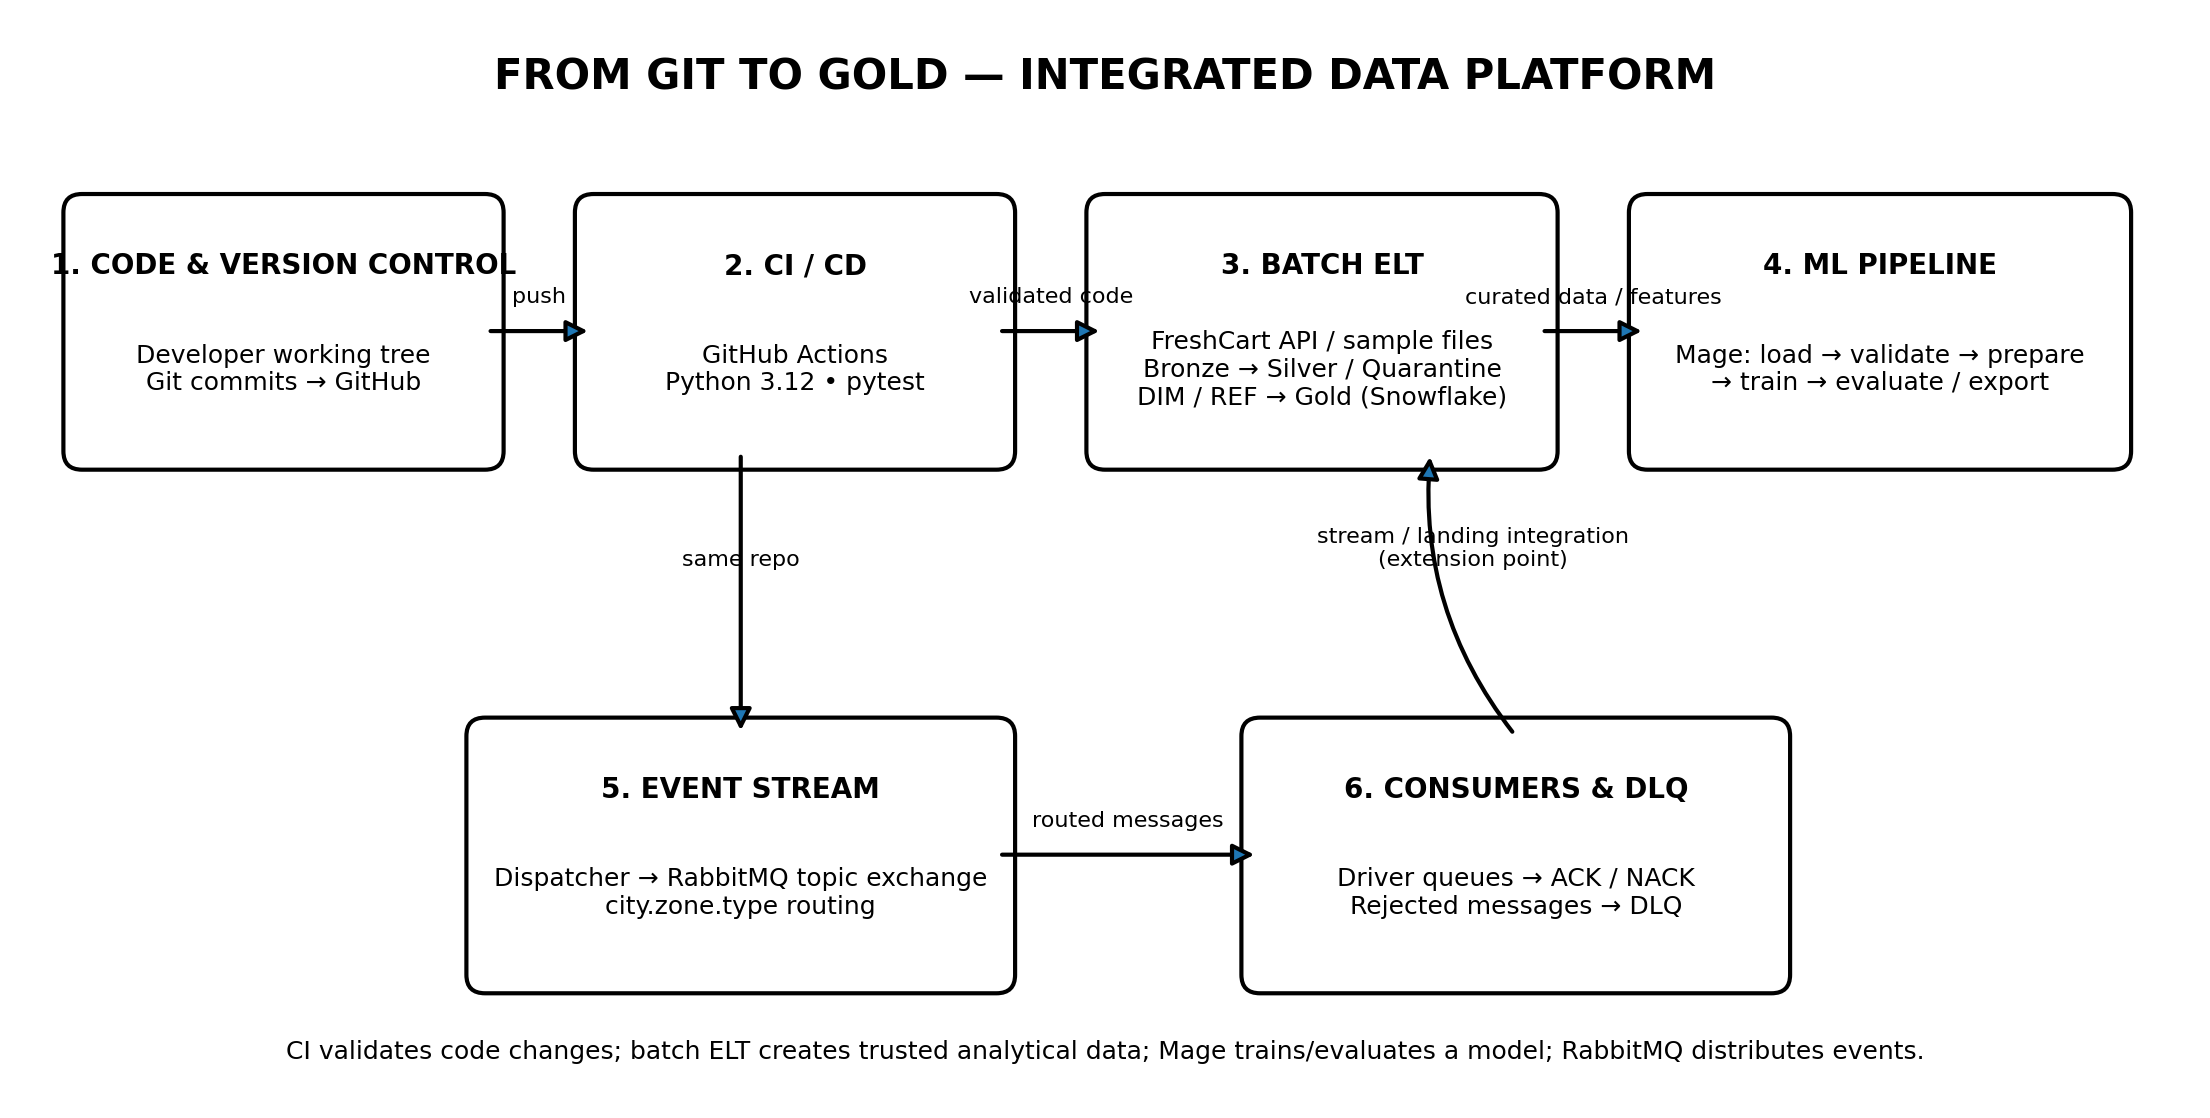 FROM GIT TO GOLD — INTEGRATED DATA PLATFORM
1. CODE & VERSION CONTROL
Developer working tree
Git commits → GitHub
push
2. CI / CD
GitHub Actions
Python 3.12 • pytest
validated code
3. BATCH ELT
FreshCart API / sample files
Bronze → Silver / Quarantine
DIM / REF → Gold (Snowflake)
curated data / features
4. ML PIPELINE
Mage: load → validate → prepare
→ train → evaluate / export
same repo
stream / landing integration
(extension point)
5. EVENT STREAM
Dispatcher → RabbitMQ topic exchange
city.zone.type routing
routed messages
6. CONSUMERS & DLQ
Driver queues → ACK / NACK
Rejected messages → DLQ
CI validates code changes; batch ELT creates trusted analytical data; Mage trains/evaluates a model; RabbitMQ distributes events.